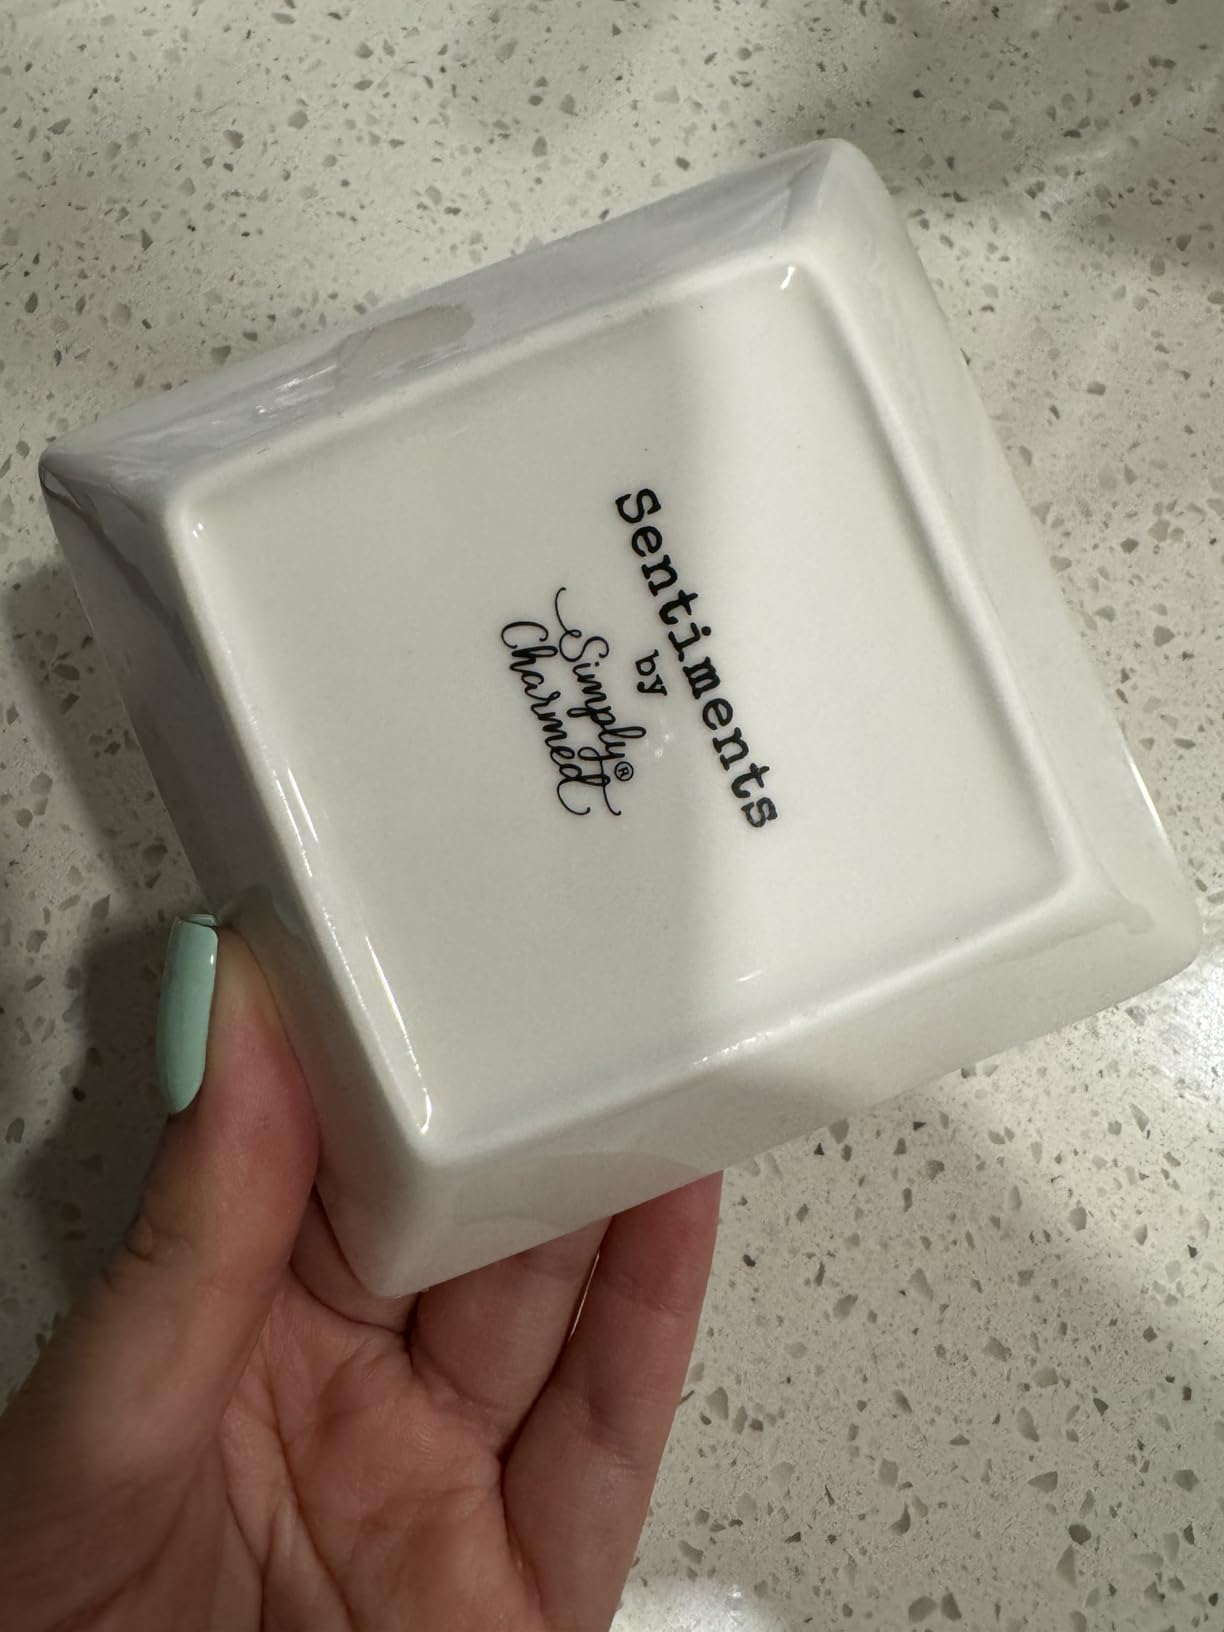 Sentiments
by
Simply®
Charmed